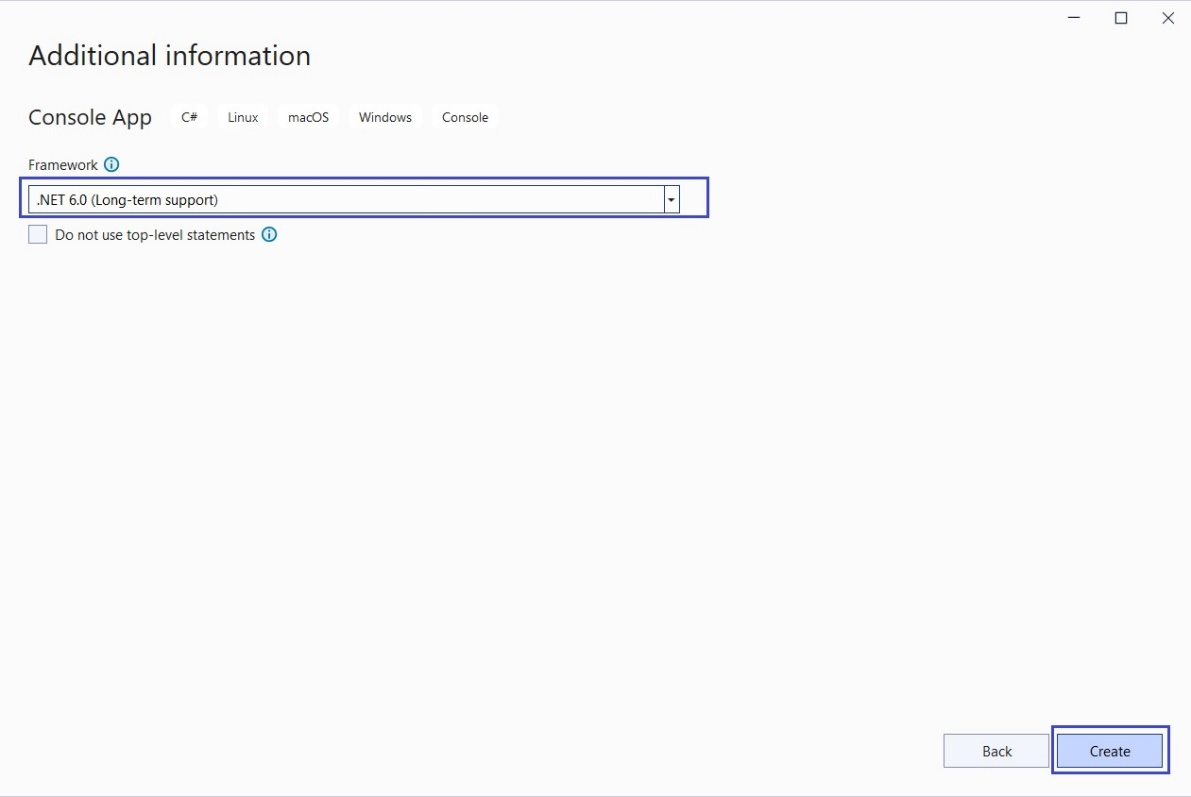 Additional information
Console App C# Linux macOS Windows Console
Framework
.NET 6.0 (Long-term support)
Do not use top-level statements
Back Create